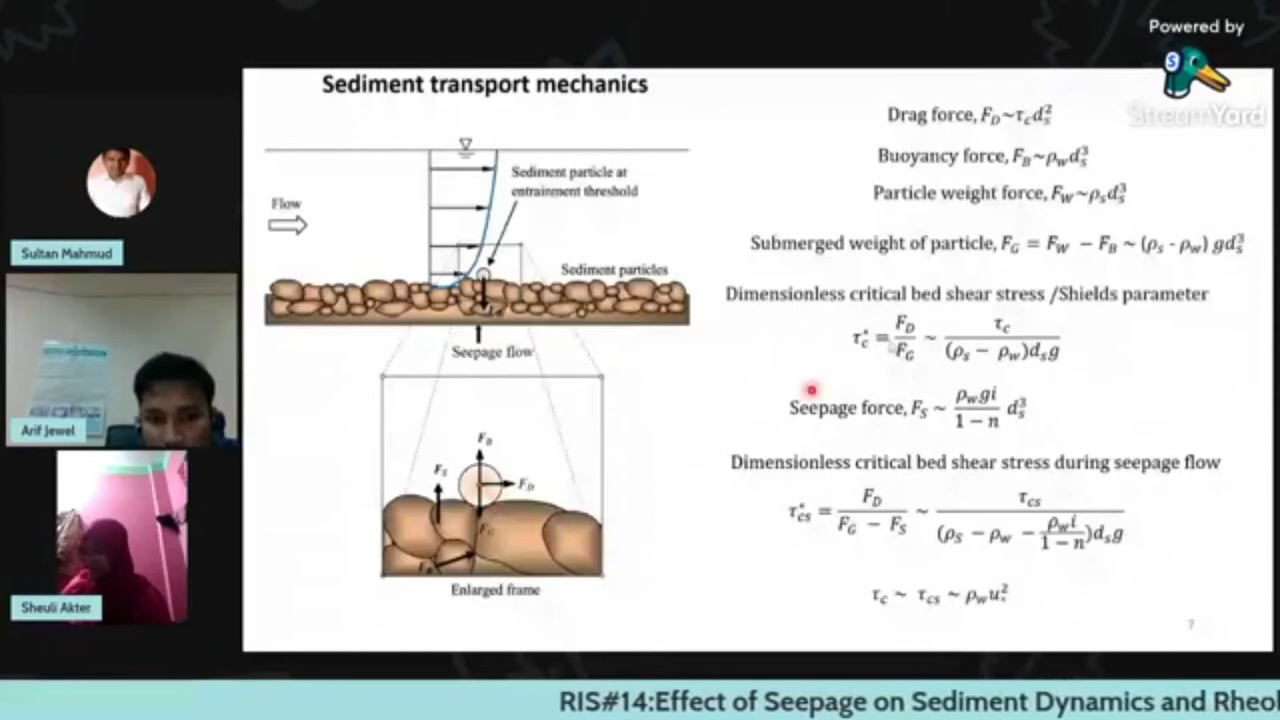 Powered by
StreamYard
Sultan Mahmud
Arif Jewel
Sheuli Akter
Sediment transport mechanics
Sediment particle at
entrainment threshold
Flow
Sediment particles
Seepage flow
F_B
F_S
F_D
F_G
Enlarged frame
Drag force, F_D~τ_c d_s^2
Buoyancy force, F_B~ρ_w d_s^3
Particle weight force, F_W~ρ_s d_s^3
Submerged weight of particle, F_G = F_W − F_B ~ (ρ_s - ρ_w) g d_s^3
Dimensionless critical bed shear stress /Shields parameter
τ_c^* = F_D / F_G ~ τ_c / (ρ_s − ρ_w)d_s g
Seepage force, F_S ~ ρ_w g i / 1 − n d_s^3
Dimensionless critical bed shear stress during seepage flow
τ_cs^* = F_D / F_G − F_S ~ τ_cs / (ρ_s − ρ_w − ρ_w i / 1 − n)d_s g
τ_c ~ τ_cs ~ ρ_w u_*^2
7
RIS#14:Effect of Seepage on Sediment Dynamics and Rheol